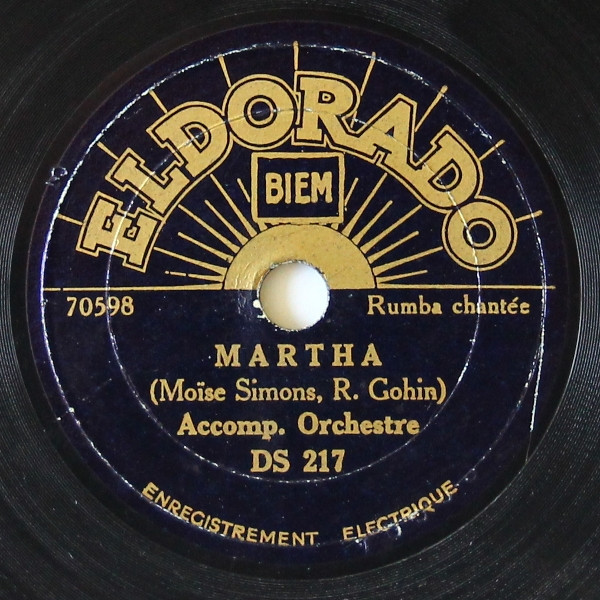 ELDORADO
BIEM
70598
Rumba chantée
MARTHA
(Moïse Simons, R. Gohin)
Accomp. Orchestre
DS 217
ENREGISTREMENT ELECTRIQUE